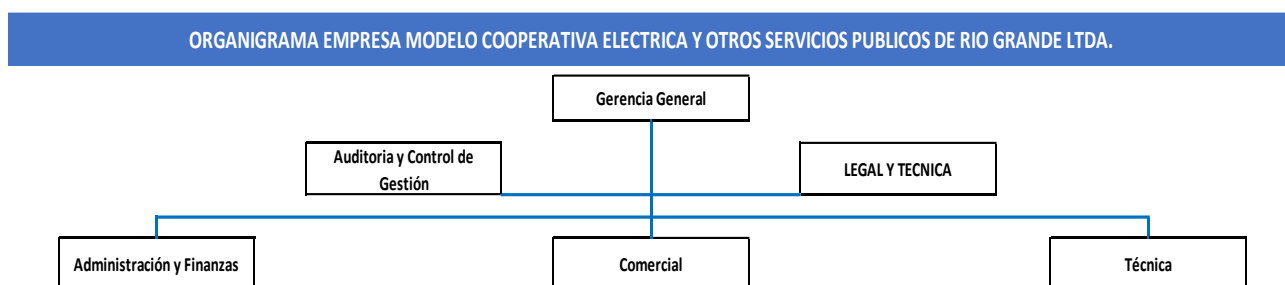 ORGANIGRAMA EMPRESA MODELO COOPERATIVA ELECTRICA Y OTROS SERVICIOS PUBLICOS DE RIO GRANDE LTDA.
Gerencia General
Auditoria y Control de
Gestión
LEGAL Y TECNICA
Administración y Finanzas
Comercial
Técnica